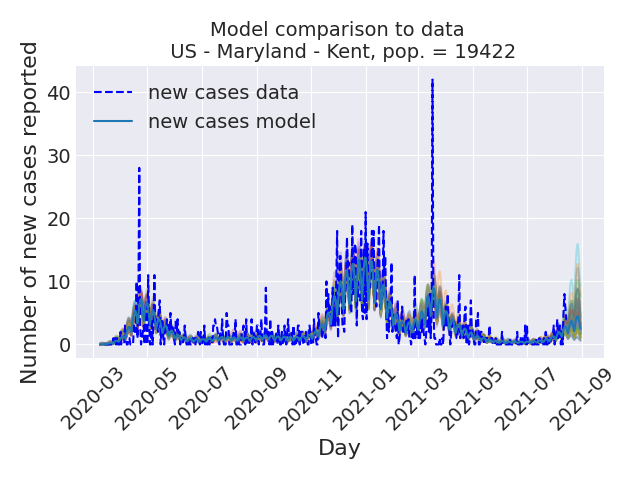 Model comparison to data
US - Maryland - Kent, pop. = 19422
Number of new cases reported
40
30
20
10
0
new cases data
new cases model
2020-03
2020-05
2020-07
2020-09
2020-11
2021-01
2021-03
2021-05
2021-07
2021-09
Day